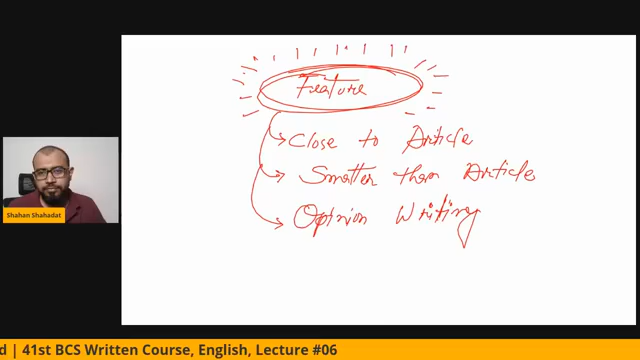 Feature
Close to Article
Smaller than Article
Opinion Writing
Shahan Shahadat
d | 41st BCS Written Course, English, Lecture #06